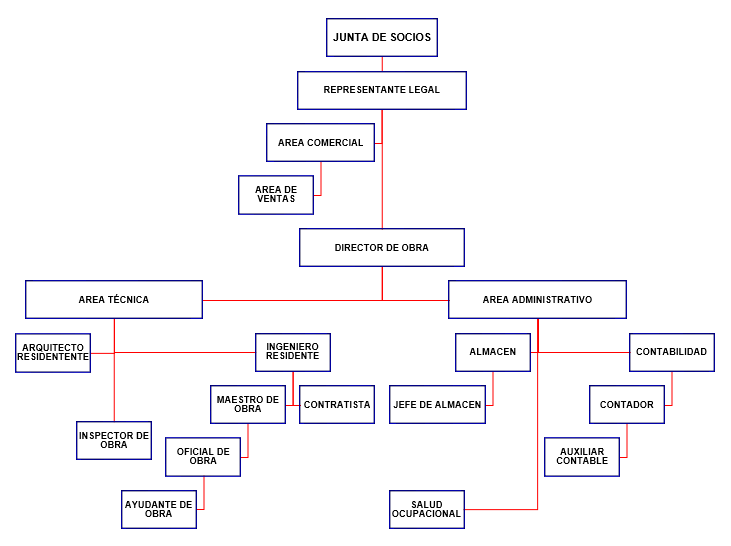 JUNTA DE SOCIOS
REPRESENTANTE LEGAL
AREA COMERCIAL
AREA DE
VENTAS
DIRECTOR DE OBRA
AREA TÉCNICA
AREA ADMINISTRATIVO
ARQUITECTO
RESIDENTENTE
INGENIERO
RESIDENTE
ALMACEN
CONTABILIDAD
MAESTRO DE
OBRA
CONTRATISTA
JEFE DE ALMACEN
CONTADOR
INSPECTOR DE
OBRA
OFICIAL DE
OBRA
AUXILIAR
CONTABLE
AYUDANTE DE
OBRA
SALUD
OCUPACIONAL